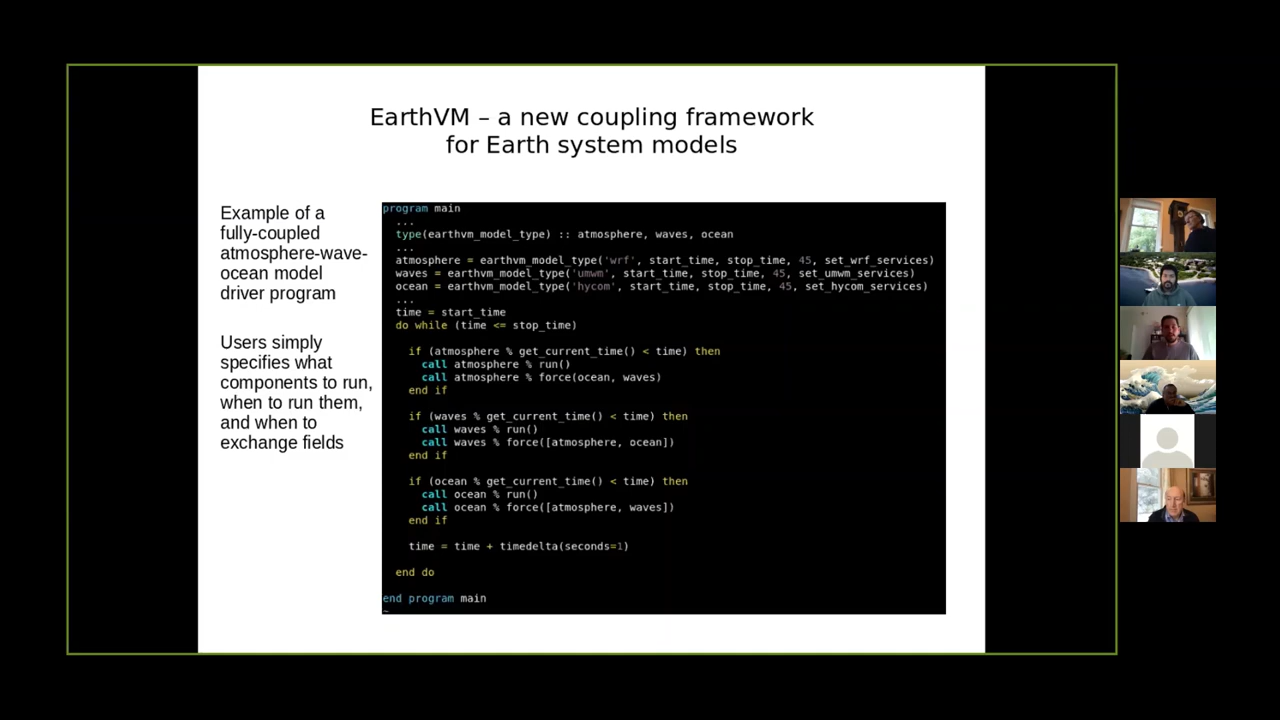 EarthVM – a new coupling framework
for Earth system models
Example of a
fully-coupled
atmosphere-wave-
ocean model
driver program
Users simply
specifies what
components to run,
when to run them,
and when to
exchange fields
program main
...
type(earthvm_model_type) :: atmosphere, waves, ocean
...
atmosphere = earthvm_model_type('wrf', start_time, stop_time, 45, set_wrf_services)
waves = earthvm_model_type('umwm', start_time, stop_time, 45, set_umwm_services)
ocean = earthvm_model_type('hycom', start_time, stop_time, 45, set_hycom_services)
...
time = start_time
do while (time <= stop_time)
if (atmosphere % get_current_time() < time) then
call atmosphere % run()
call atmosphere % force(ocean, waves)
end if
if (waves % get_current_time() < time) then
call waves % run()
call waves % force([atmosphere, ocean])
end if
if (ocean % get_current_time() < time) then
call ocean % run()
call ocean % force([atmosphere, waves])
end if
time = time + timedelta(seconds=1)
end do
end program main
~